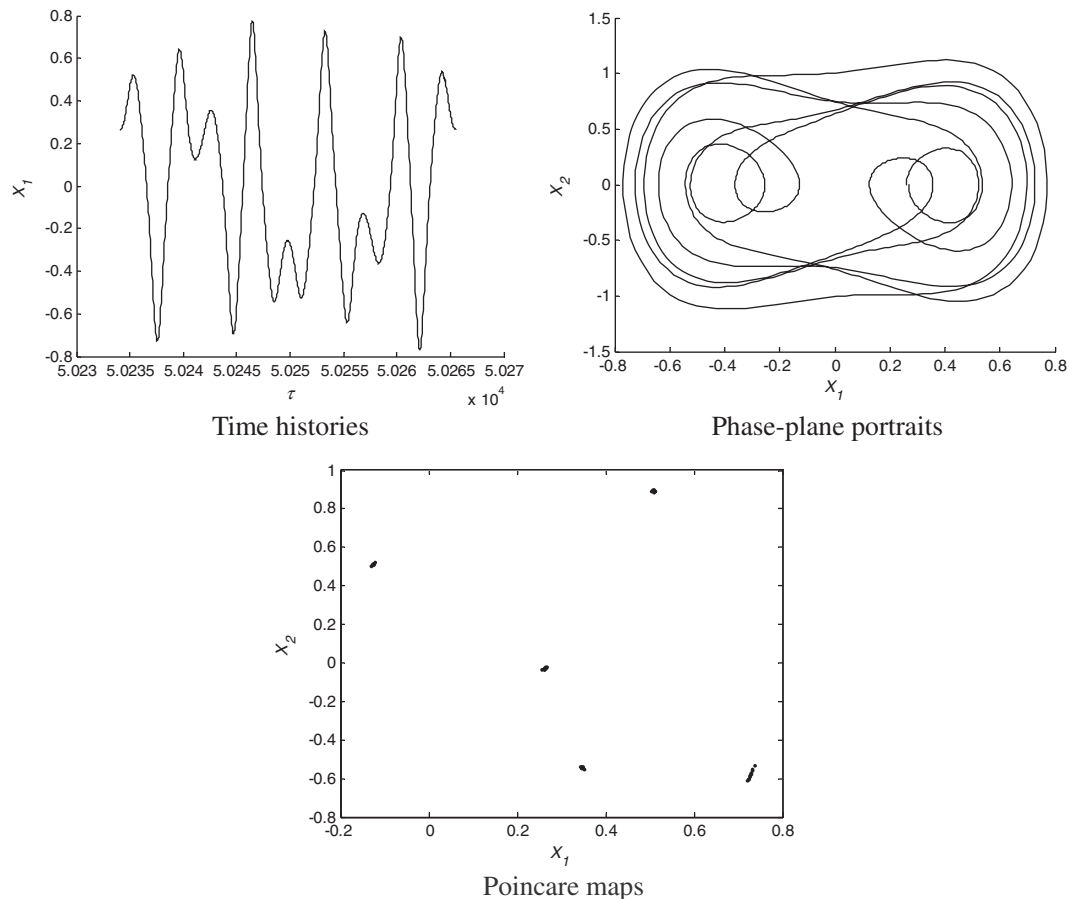 0.8
0.6
0.4
0.2
0
-0.2
-0.4
-0.6
-0.8
X1
5.023 5.0235 5.024 5.0245 5.025 5.0255 5.026 5.0265 5.027
τ
x 10^4
Time histories
1.5
1
0.5
0
-0.5
-1
-1.5
X2
-0.8 -0.6 -0.4 -0.2 0 0.2 0.4 0.6 0.8
X1
Phase-plane portraits
1
0.8
0.6
0.4
0.2
0
-0.2
-0.4
-0.6
-0.8
X2
-0.2 0 0.2 0.4 0.6 0.8
X1
Poincare maps